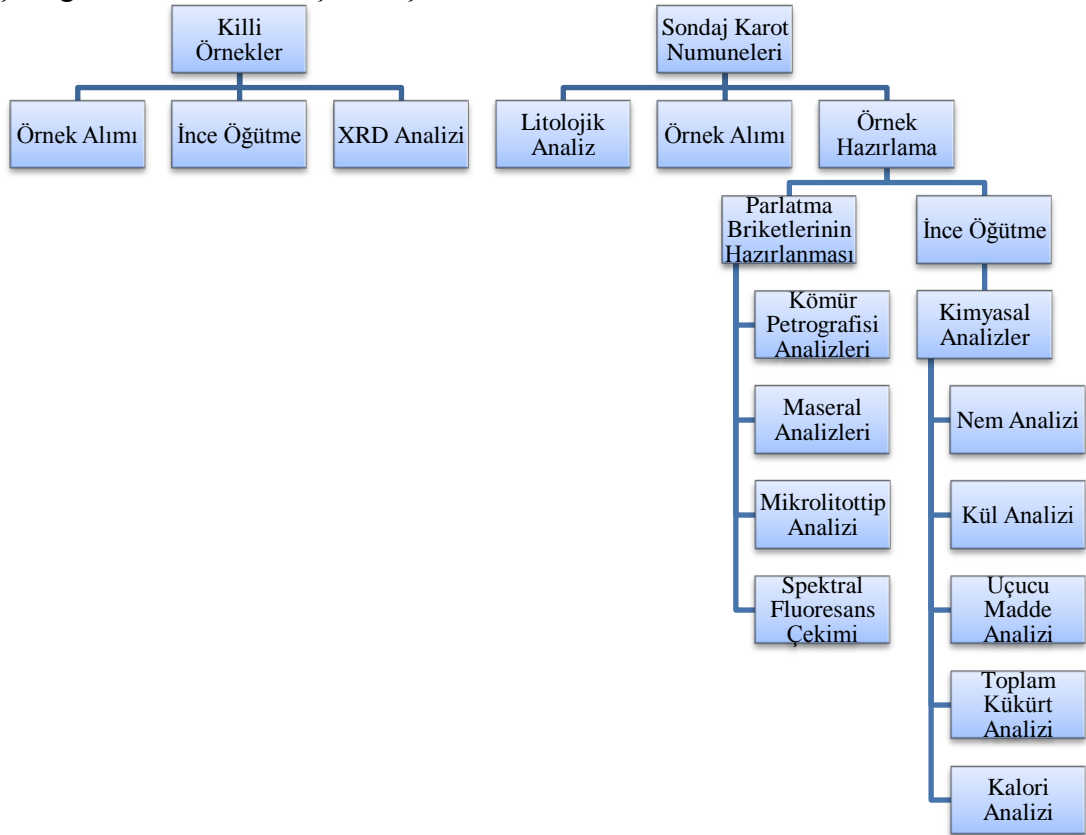 Killi
Örnekler
Örnek Alımı
İnce Öğütme
XRD Analizi
Sondaj Karot
Numuneleri
Litolojik
Analiz
Örnek Alımı
Örnek
Hazırlama
Parlatma
Briketlerinin
Hazırlanması
Kömür
Petrografisi
Analizleri
Maseral
Analizleri
Mikrolitottip
Analizi
Spektral
Fluoresans
Çekimi
İnce Öğütme
Kimyasal
Analizler
Nem Analizi
Kül Analizi
Uçucu
Madde
Analizi
Toplam
Kükürt
Analizi
Kalori
Analizi